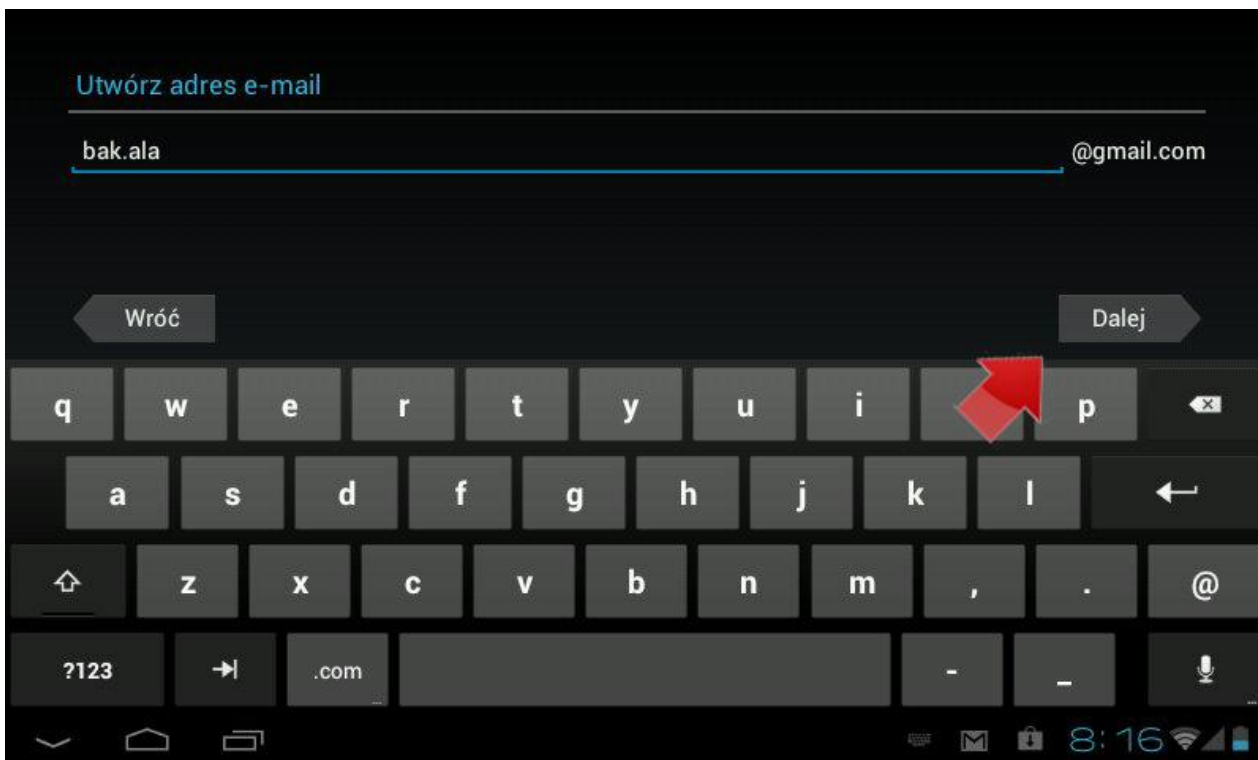 Utwórz adres e-mail
bak.ala @gmail.com
Wróć Dalej
q w e r t y u i p
a s d f g h j k l
z x c v b n m , . @
?123 .com - _
8:16